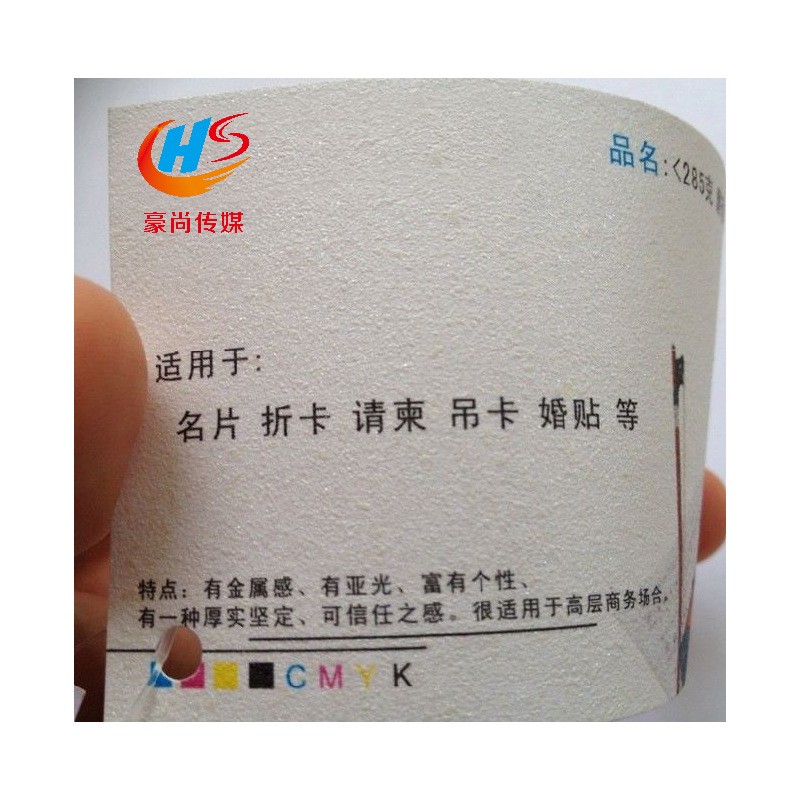 HS
豪尚传媒
品名:<285克
适用于:
名片 折卡 请柬 吊卡 婚贴 等
特点: 有金属感、有亚光、富有个性、
有一种厚实坚定、可信任之感。很适用于高层商务场合。
CMYK